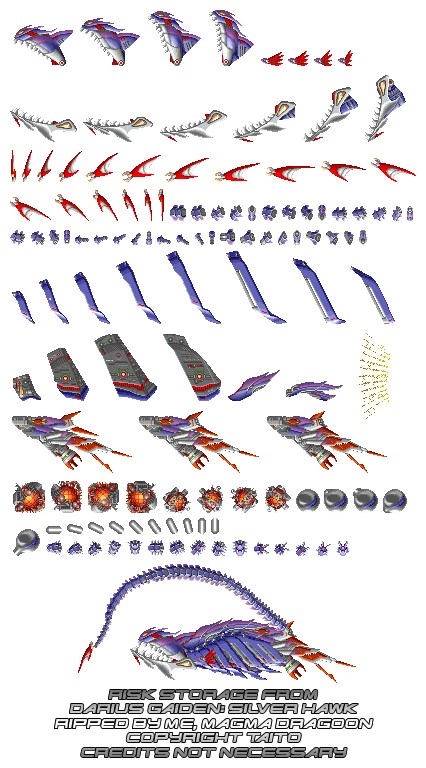 RISK STORAGE FROM
DARIUS GAIDEN: SILVER HAWK
RIPPED BY ME, MAGMA DRAGOON
COPYRIGHT TAITO
CREDITS NOT NECESSARY